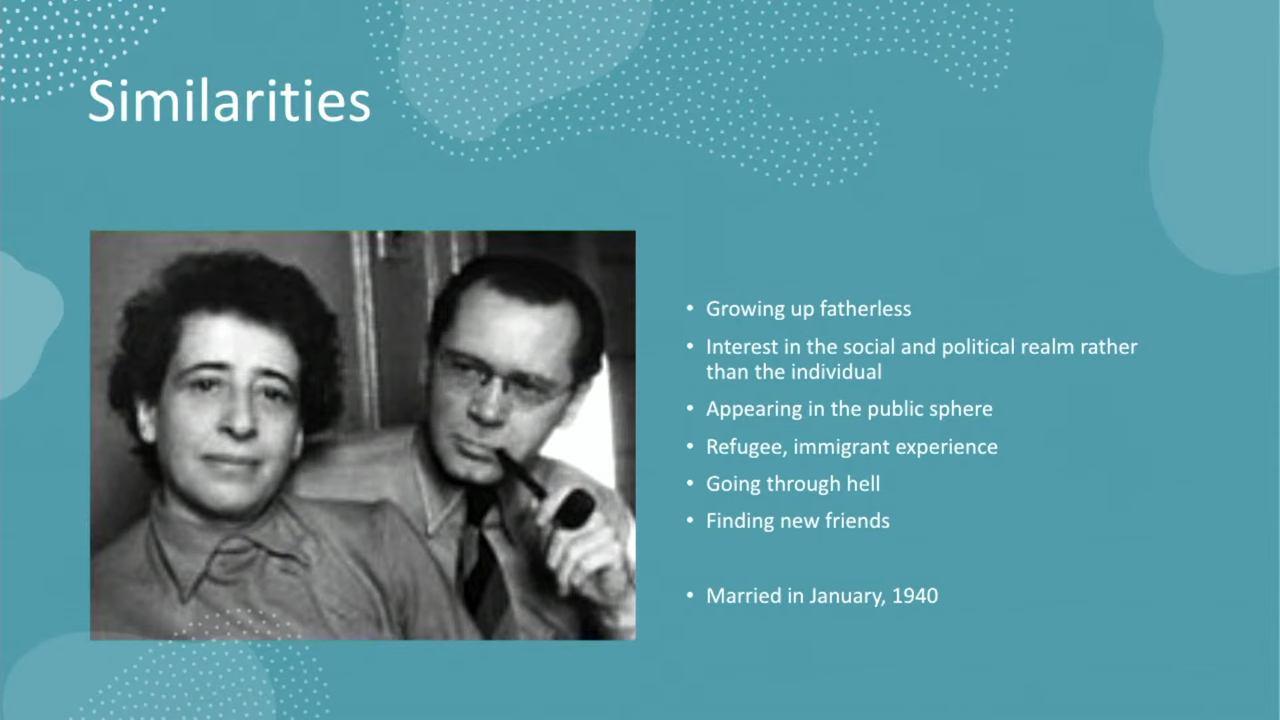 Similarities
• Growing up fatherless
• Interest in the social and political realm rather
than the individual
• Appearing in the public sphere
• Refugee, immigrant experience
• Going through hell
• Finding new friends
• Married in January, 1940